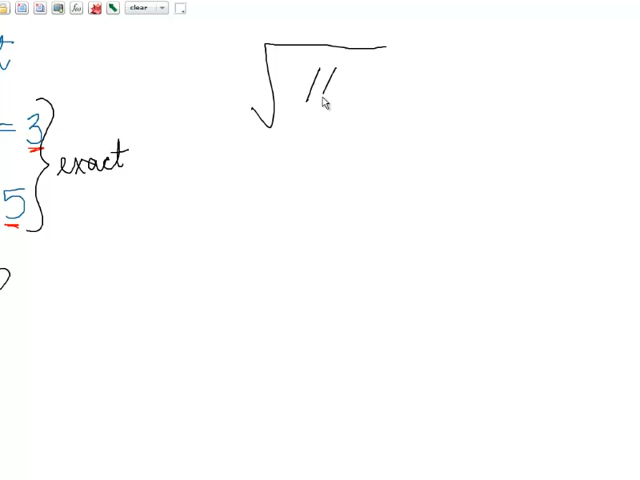 clear
√11
= 3
exact
5